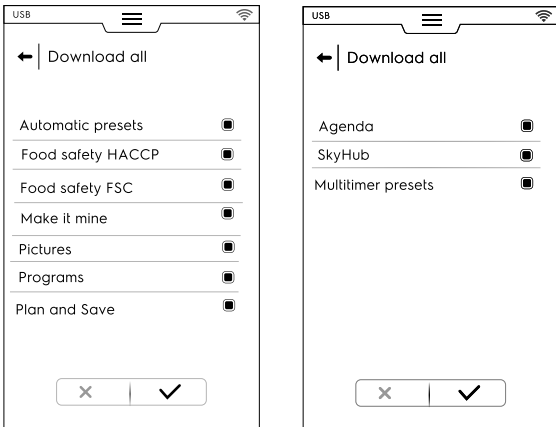 USB
Download all
Automatic presets
Food safety HACCP
Food safety FSC
Make it mine
Pictures
Programs
Plan and Save
USB
Download all
Agenda
SkyHub
Multitimer presets